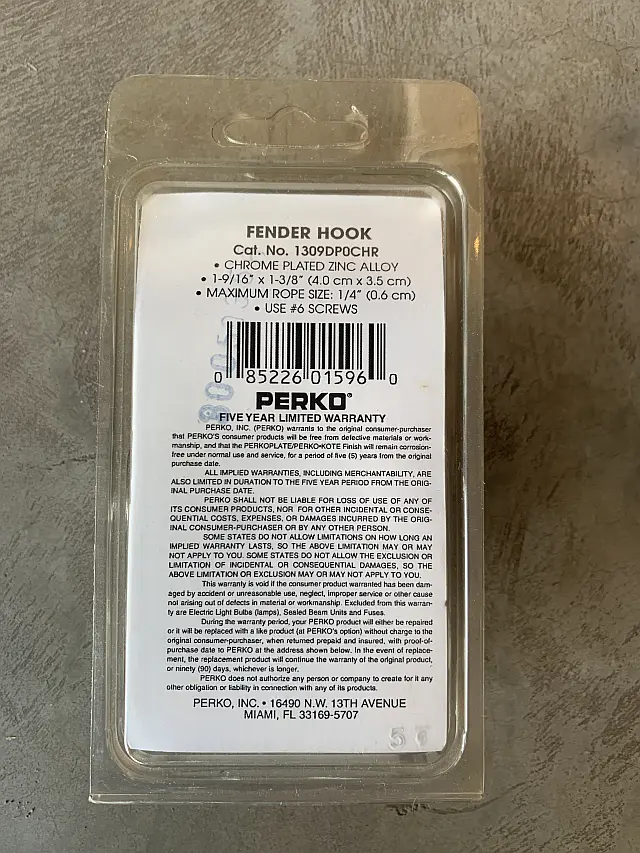 FENDER HOOK
Cat. No. 1309DP0CHR
• CHROME PLATED ZINC ALLOY
• 1-9/16" x 1-3/8" (4.0 cm x 3.5 cm)
• MAXIMUM ROPE SIZE: 1/4" (0.6 cm)
• USE #6 SCREWS
0 85226 01596 0
PERKO®
FIVE YEAR LIMITED WARRANTY
PERKO, INC. (PERKO) warrants to the original consumer-purchaser
that PERKO'S consumer products will be free from defective materials or work-
manship, and that the PERKOPLATE/PERKO•KOTE Finish will remain corrosion-
free under normal use and service, for a period of five (5) years from the original
purchase date.
ALL IMPLIED WARRANTIES, INCLUDING MERCHANTABILITY, ARE
ALSO LIMITED IN DURATION TO THE FIVE YEAR PERIOD FROM THE ORIG-
INAL PURCHASE DATE.
PERKO SHALL NOT BE LIABLE FOR LOSS OF USE OF ANY OF
ITS CONSUMER PRODUCTS, NOR FOR OTHER INCIDENTAL OR CONSE-
QUENTIAL COSTS, EXPENSES, OR DAMAGES INCURRED BY THE ORIG-
INAL CONSUMER-PURCHASER OR BY ANY OTHER PERSON.
SOME STATES DO NOT ALLOW LIMITATIONS ON HOW LONG AN
IMPLIED WARRANTY LASTS, SO THE ABOVE LIMITATION MAY OR MAY
NOT APPLY TO YOU. SOME STATES DO NOT ALLOW THE EXCLUSION OR
LIMITATION OF INCIDENTAL OR CONSEQUENTIAL DAMAGES, SO THE
ABOVE LIMITATION OR EXCLUSION MAY OR MAY NOT APPLY TO YOU.
This warranty is void if the consumer product warranted has been dam-
aged by accident or unreasonable use, neglect, improper service or other cause
not arising out of defects in material or workmanship. Excluded from this warran-
ty are Electric Light Bulbs (lamps), Sealed Beam Units and Fuses.
During the warranty period, your PERKO product will either be repaired
or it will be replaced with a like product (at PERKO's option) without charge to the
original consumer-purchaser, when returned prepaid and insured, with proof-of-
purchase date to PERKO at the address shown below. In the event of replace-
ment, the replacement product will continue the warranty of the original product,
or ninety (90) days, whichever is longer.
PERKO does not authorize any person or company to create for it any
other obligation or liability in connection with any of its products.
PERKO, INC. • 16490 N.W. 13TH AVENUE
MIAMI, FL 33169-5707